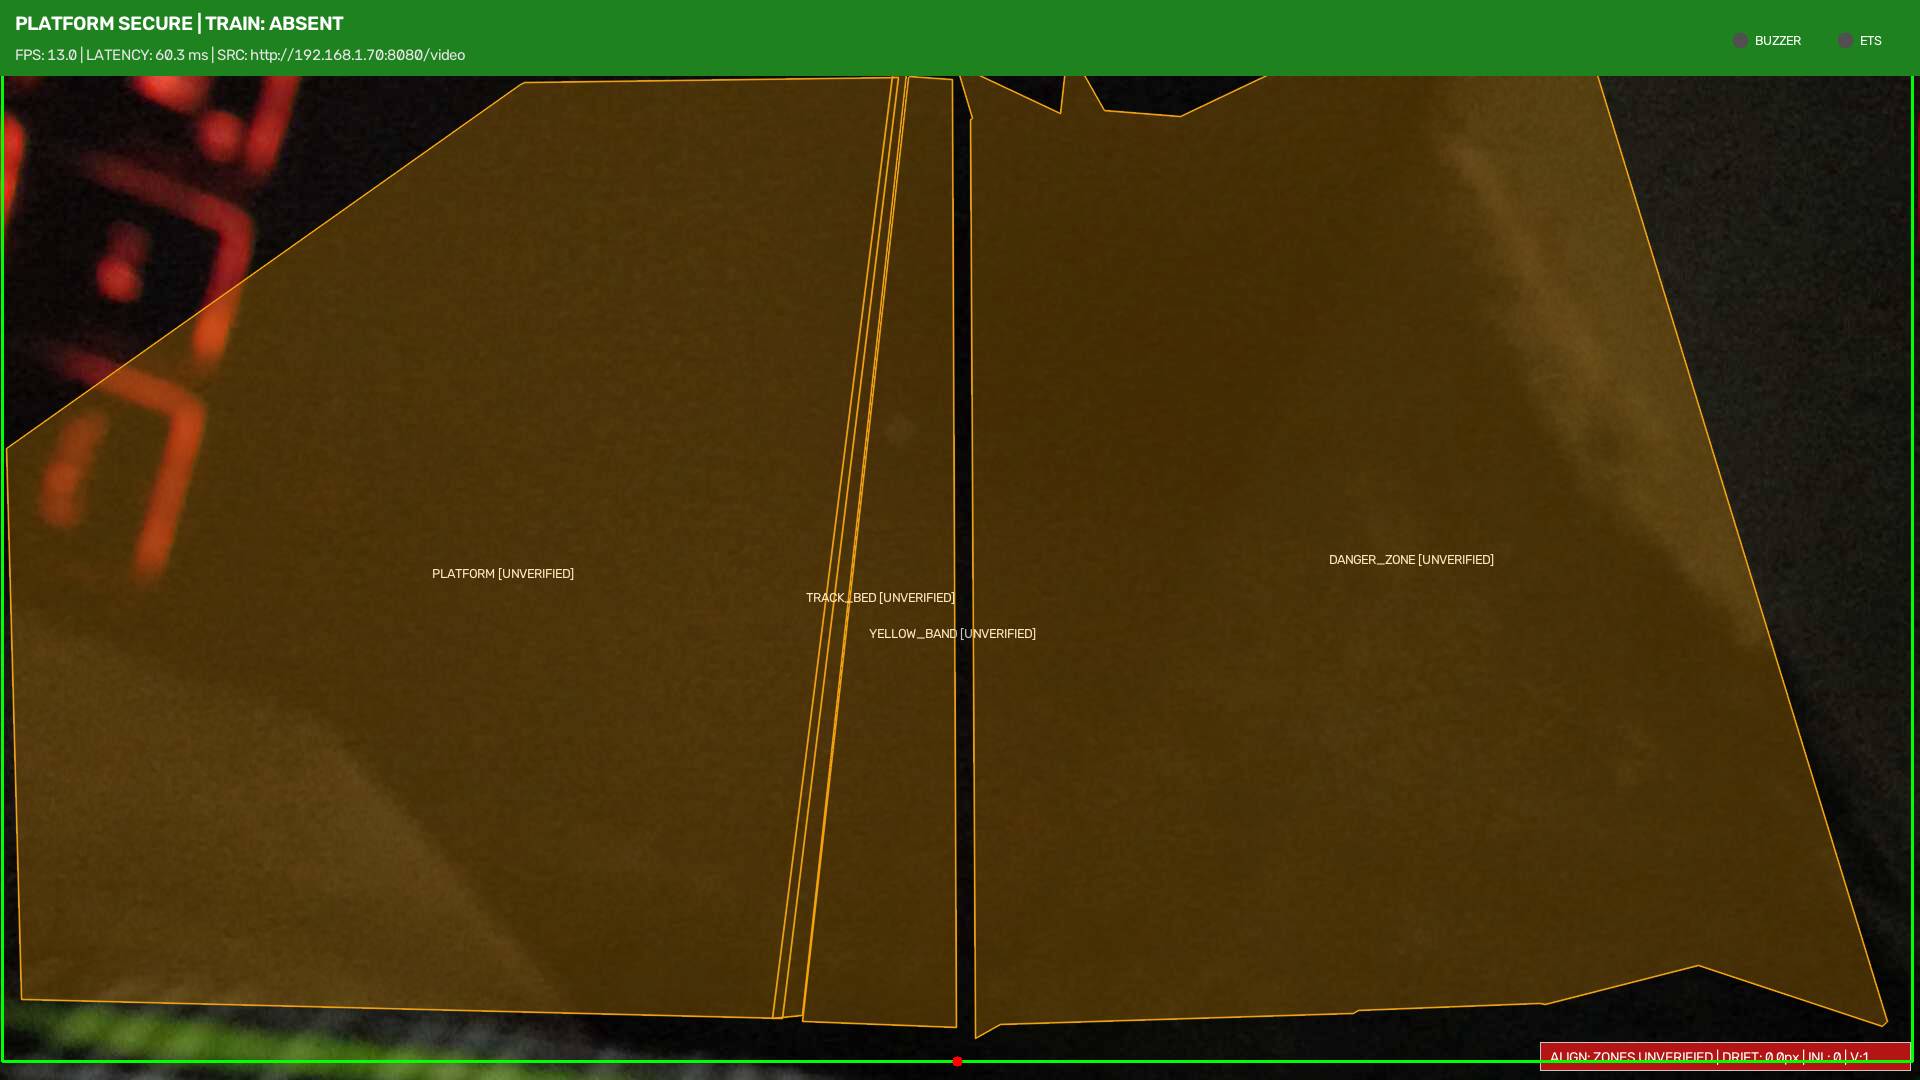 PLATFORM SECURE | TRAIN: ABSENT
FPS: 13.0 | LATENCY: 60.3 ms | SRC: http://192.168.1.70:8080/video
BUZZER
ETS
DANGER_ZONE [UNVERIFIED]
PLATFORM [UNVERIFIED]
TRACK_BED [UNVERIFIED]
YELLOW_BAND [UNVERIFIED]
ALIGN: ZONES UNVERIFIED | DRIFT: 0.0px | INL: 0 | V:1